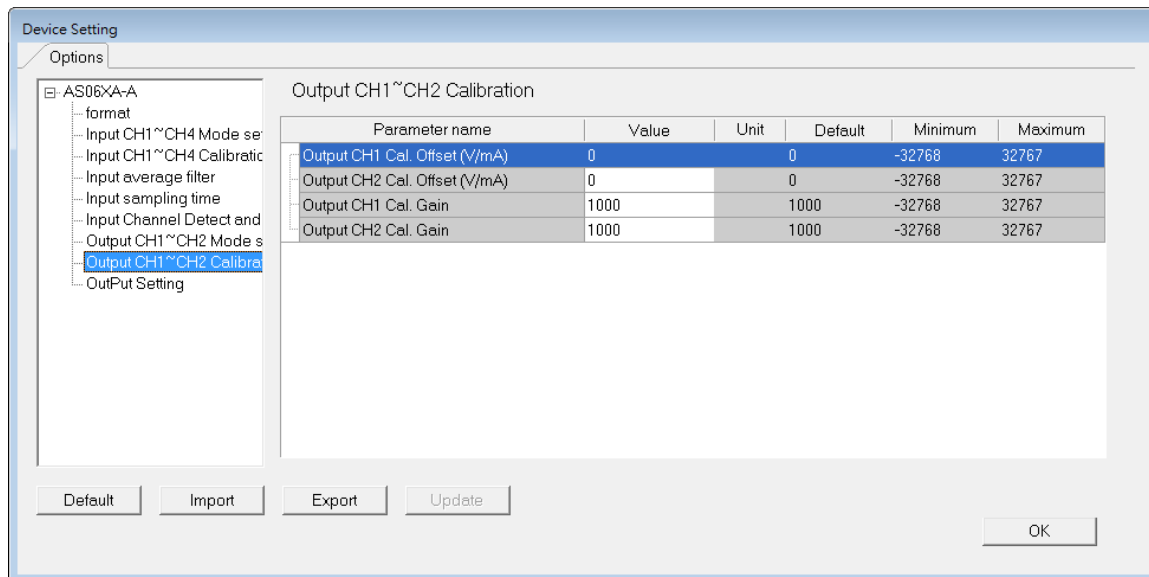 Device Setting
Options
AS06XA-A
format
Input CH1~CH4 Mode se
Input CH1~CH4 Calibratic
Input average filter
Input sampling time
Input Channel Detect and
Output CH1~CH2 Mode s
Output CH1~CH2 Calibra
OutPut Setting
Output CH1~CH2 Calibration
Parameter name Value Unit Default Minimum Maximum
Output CH1 Cal. Offset (V/mA) 0 0 -32768 32767
Output CH2 Cal. Offset (V/mA) 0 0 -32768 32767
Output CH1 Cal. Gain 1000 1000 -32768 32767
Output CH2 Cal. Gain 1000 1000 -32768 32767
Default Import Export Update
OK